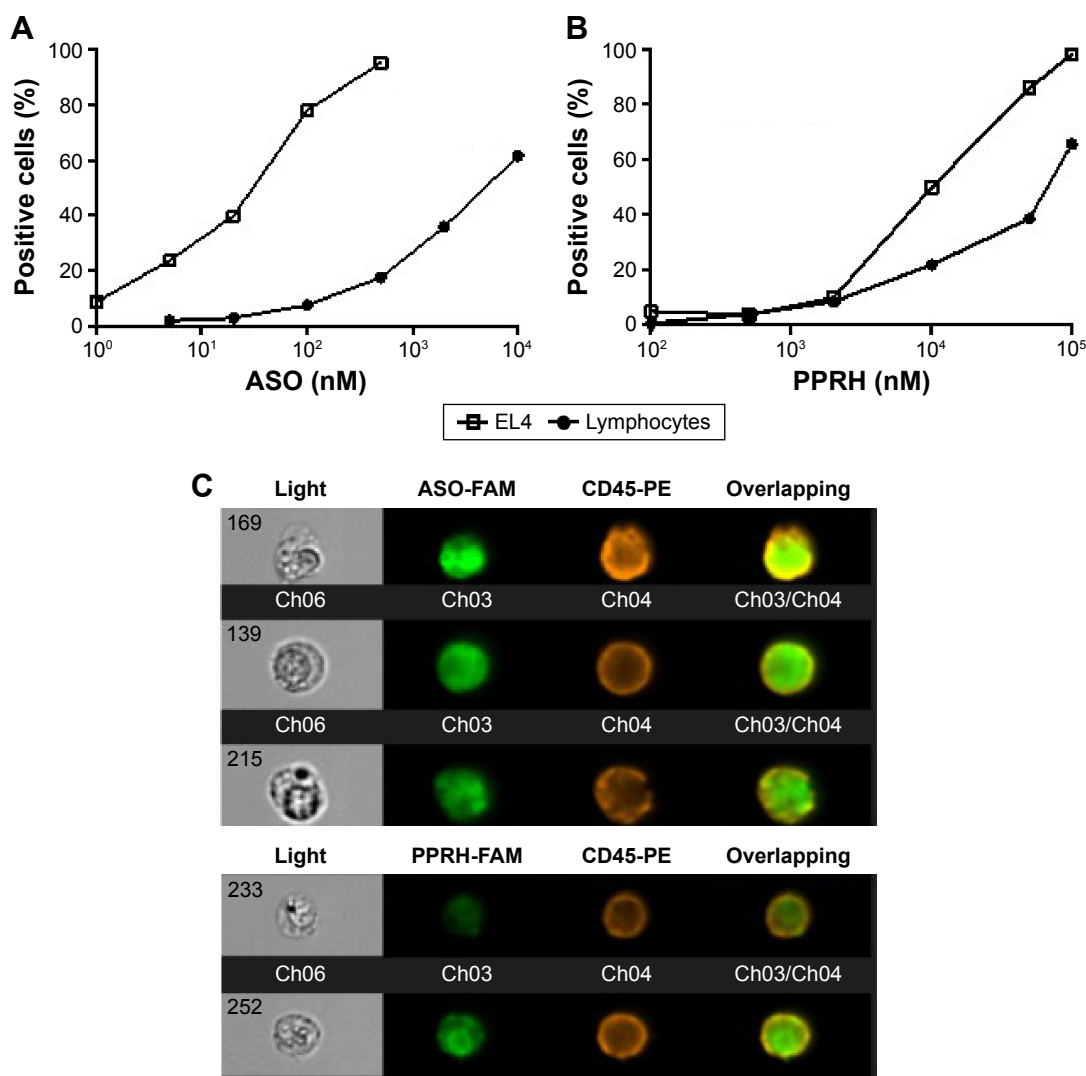 A
B
Positive cells (%)
100
80
60
40
20
0
10⁰
10¹
10²
10³
10⁴
ASO (nM)
Positive cells (%)
100
80
60
40
20
0
10²
10³
10⁴
10⁵
PPRH (nM)
EL4 Lymphocytes
C
Light ASO-FAM CD45-PE Overlapping
169
Ch06 Ch03 Ch04 Ch03/Ch04
139
Ch06 Ch03 Ch04 Ch03/Ch04
215
Light PPRH-FAM CD45-PE Overlapping
233
Ch06 Ch03 Ch04 Ch03/Ch04
252